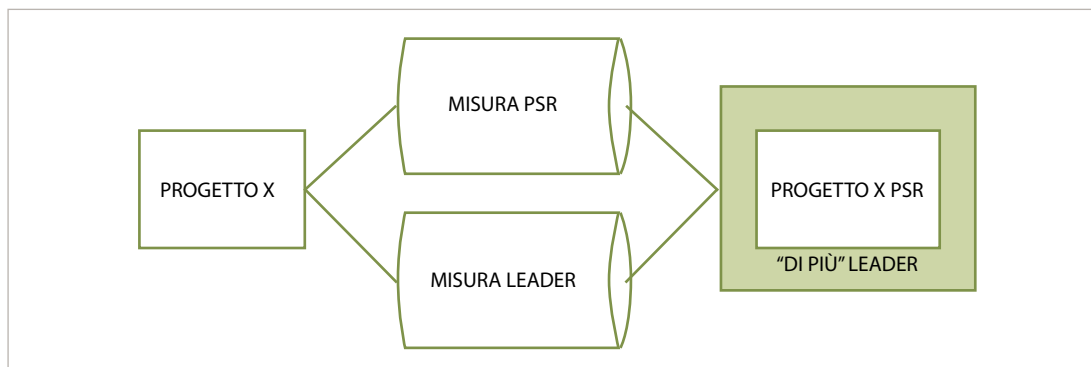 MISURA PSR
PROGETTO X
PROGETTO X PSR
MISURA LEADER
“DI PIÙ” LEADER